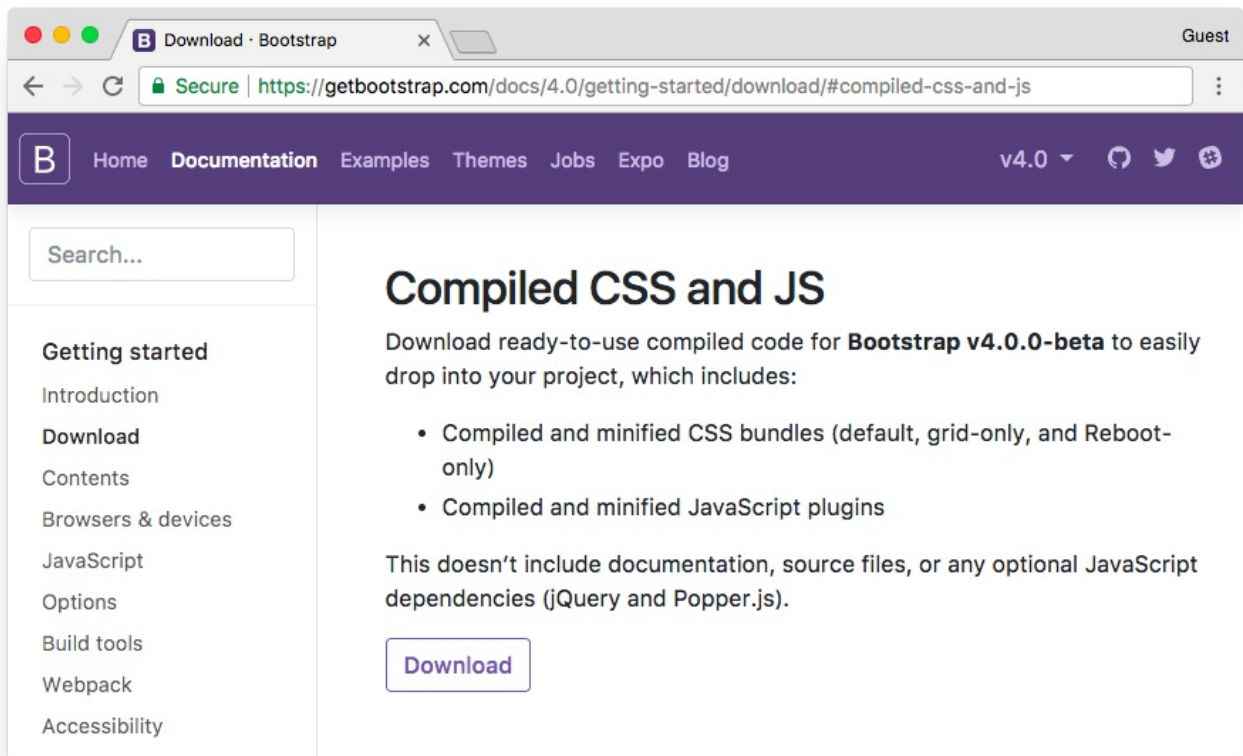 Download · Bootstrap
Guest
Secure https://getbootstrap.com/docs/4.0/getting-started/download/#compiled-css-and-js
B Home Documentation Examples Themes Jobs Expo Blog v4.0
Search...
Getting started
Introduction
Download
Contents
Browsers & devices
JavaScript
Options
Build tools
Webpack
Accessibility
Compiled CSS and JS
Download ready-to-use compiled code for Bootstrap v4.0.0-beta to easily
drop into your project, which includes:
• Compiled and minified CSS bundles (default, grid-only, and Reboot-
only)
• Compiled and minified JavaScript plugins
This doesn’t include documentation, source files, or any optional JavaScript
dependencies (jQuery and Popper.js).
Download